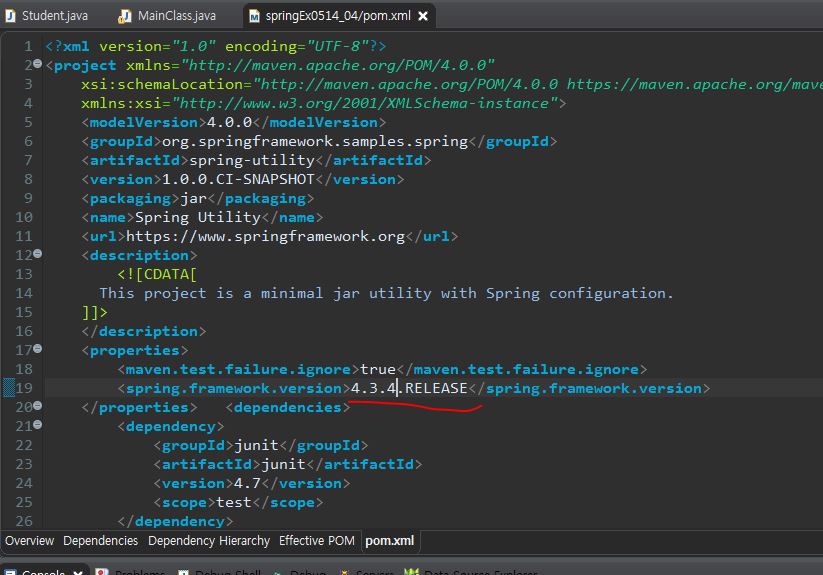 Student.java MainClass.java springEx0514_04/pom.xml
1 <?xml version="1.0" encoding="UTF-8"?>
2 <project xmlns="http://maven.apache.org/POM/4.0.0"
3 xsi:schemaLocation="http://maven.apache.org/POM/4.0.0 https://maven.apache.org/mave
4 xmlns:xsi="http://www.w3.org/2001/XMLSchema-instance">
5 <modelVersion>4.0.0</modelVersion>
6 <groupId>org.springframework.samples.spring</groupId>
7 <artifactId>spring-utility</artifactId>
8 <version>1.0.0.CI-SNAPSHOT</version>
9 <packaging>jar</packaging>
10 <name>Spring Utility</name>
11 <url>https://www.springframework.org</url>
12 <description>
13 <![CDATA[
14 This project is a minimal jar utility with Spring configuration.
15 ]]>
16 </description>
17 <properties>
18 <maven.test.failure.ignore>true</maven.test.failure.ignore>
19 <spring.framework.version>4.3.4.RELEASE</spring.framework.version>
20 </properties> <dependencies>
21 <dependency>
22 <groupId>junit</groupId>
23 <artifactId>junit</artifactId>
24 <version>4.7</version>
25 <scope>test</scope>
26 </dependency>
Overview Dependencies Dependency Hierarchy Effective POM pom.xml
Console Problems Debug Shell Debug Servers Data Source Explorer